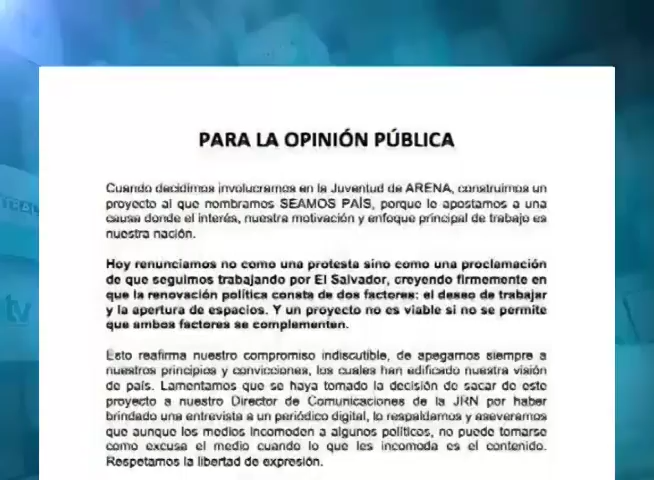 PARA LA OPINIÓN PÚBLICA
Cuando decidimos involucrarnos en la Juventud de ARENA, construimos un
proyecto al que nombramos SEAMOS PAÍS, porque le apostamos a una
causa donde el interés, nuestra motivación y enfoque principal de trabajo es
nuestra nación.
Hoy renunciamos no como una protesta sino como una proclamación
de que seguimos trabajando por El Salvador, creyendo firmemente en
que la renovación política consta de dos factores: el deseo de trabajar
y la apertura de espacios. Y un proyecto no es viable si no se permite
que ambos factores se complementen.
Esto reafirma nuestro compromiso indiscutible, de apegarnos siempre a
nuestros principios y convicciones, los cuales han edificado nuestra visión
de país. Lamentamos que se haya tomado la decisión de sacar de este
proyecto a nuestro Director de Comunicaciones de la JRN por haber
brindado una entrevista a un periódico digital, lo respaldamos y aseveramos
que aunque los medios incomoden a algunos políticos, no puede tomarse
como excusa el medio cuando lo que les incomoda es el contenido.
Respetamos la libertad de expresión.
tv